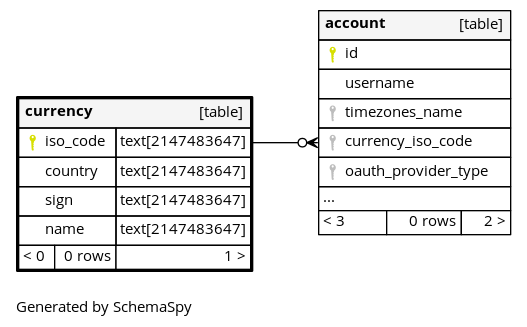 account [table]
id
username
timezones_name
currency_iso_code
oauth_provider_type
...
< 3 0 rows 2 >
currency [table]
iso_code text[2147483647]
country text[2147483647]
sign text[2147483647]
name text[2147483647]
< 0 0 rows 1 >
Generated by SchemaSpy